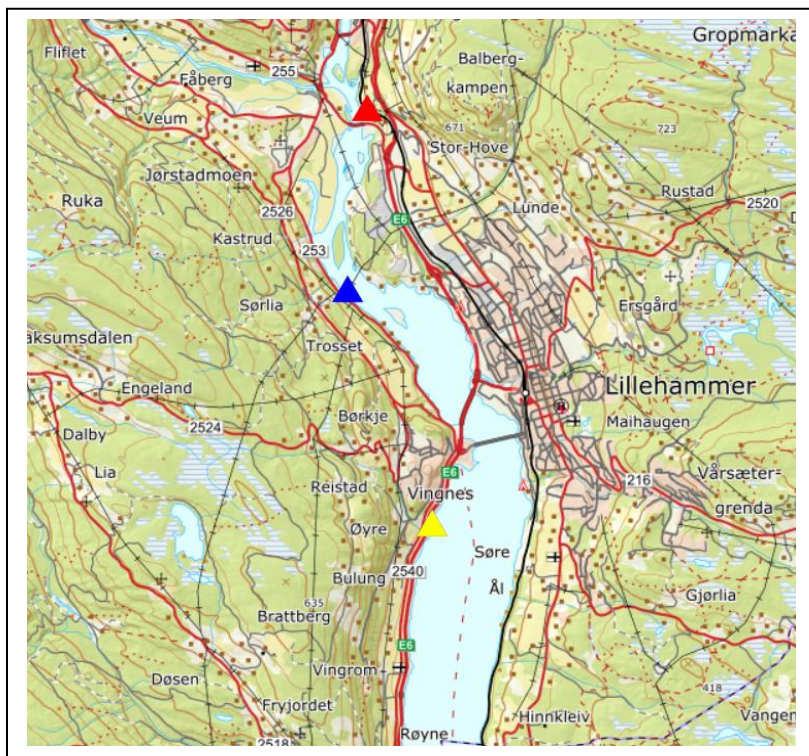 Gropmarka
Fliflet
Fåberg
255
Balberg-
kampen
Veum
671
723
Stor-Hove
Jørstadmoen
Ruka
2526
Rustad
2520
Lunde
E6
Kastrud
253
Sørlia
Ersgård
Trosset
aksumsdalen
Engeland
Lillehammer
Børkje
Maihaugen
2524
Dalby
Lia
E6
216
Vårsæter-
grenda
Reistad
Vingnes
Øyre
Søre
Ål
Bulung
2540
Gjørlia
635
Brattberg
E6
Vingrom
Døsen
418
Fryjordet
Hinnkleiv
Vangen
Røyne
2518